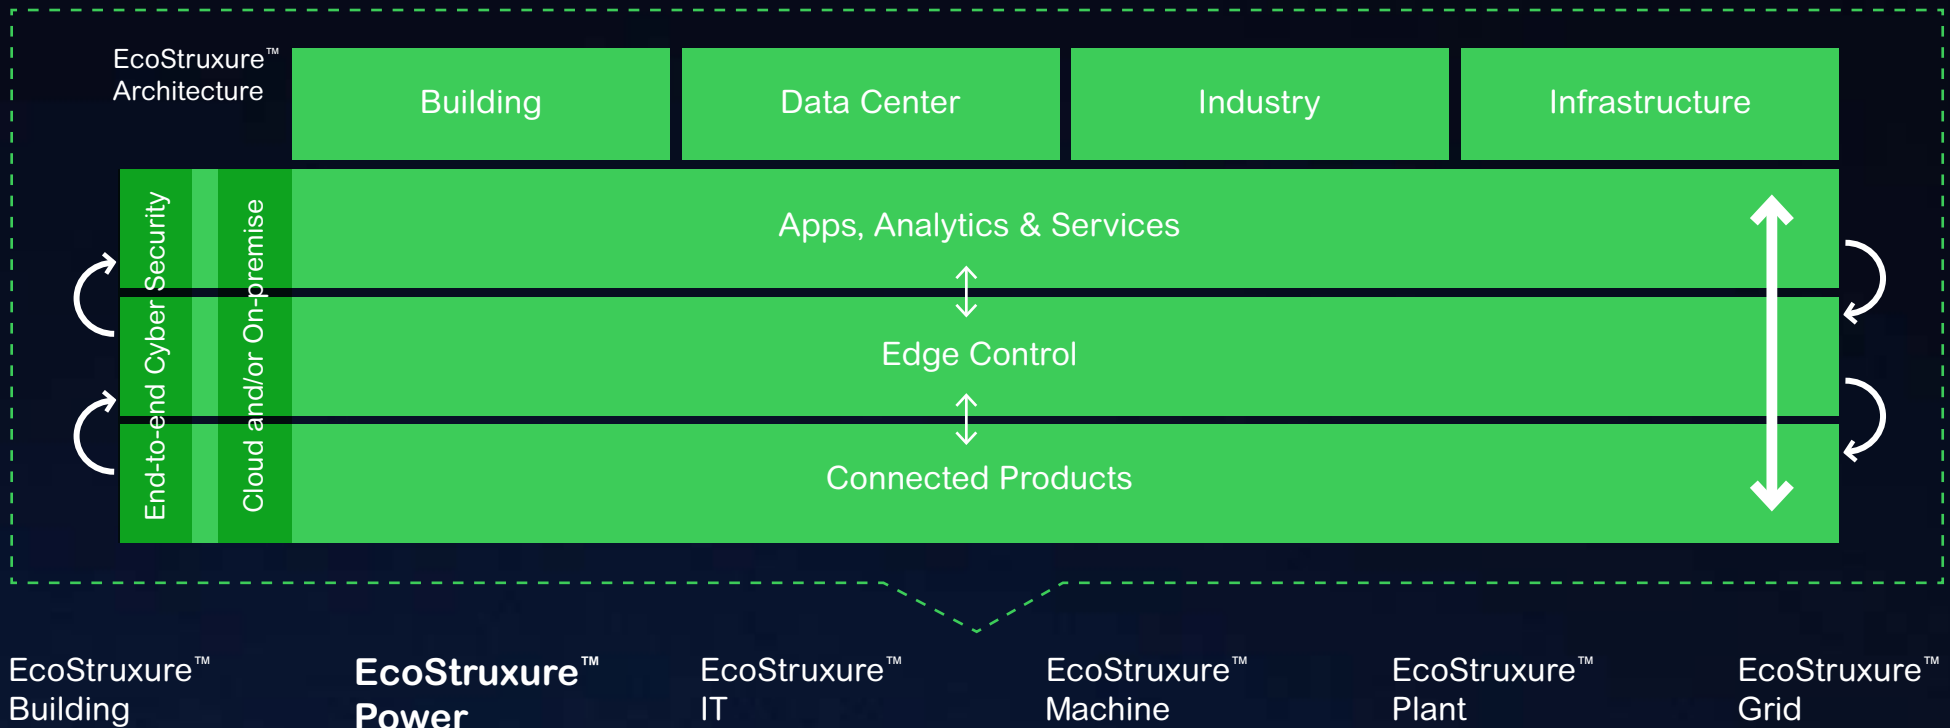 EcoStruxure™
Architecture
Building
Data Center
Industry
Infrastructure
End-to-end Cyber Security
Cloud and/or On-premise
Apps, Analytics & Services
Edge Control
Connected Products
EcoStruxure™
Building
EcoStruxure™
Power
EcoStruxure™
IT
EcoStruxure™
Machine
EcoStruxure™
Plant
EcoStruxure™
Grid